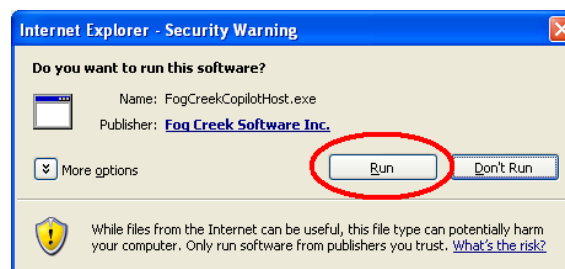 Internet Explorer - Security Warning
Do you want to run this software?
Name: FogCreekCopilotHost.exe
Publisher: Fog Creek Software Inc.
More options
Run
Don't Run
While files from the Internet can be useful, this file type can potentially harm
your computer. Only run software from publishers you trust. What's the risk?